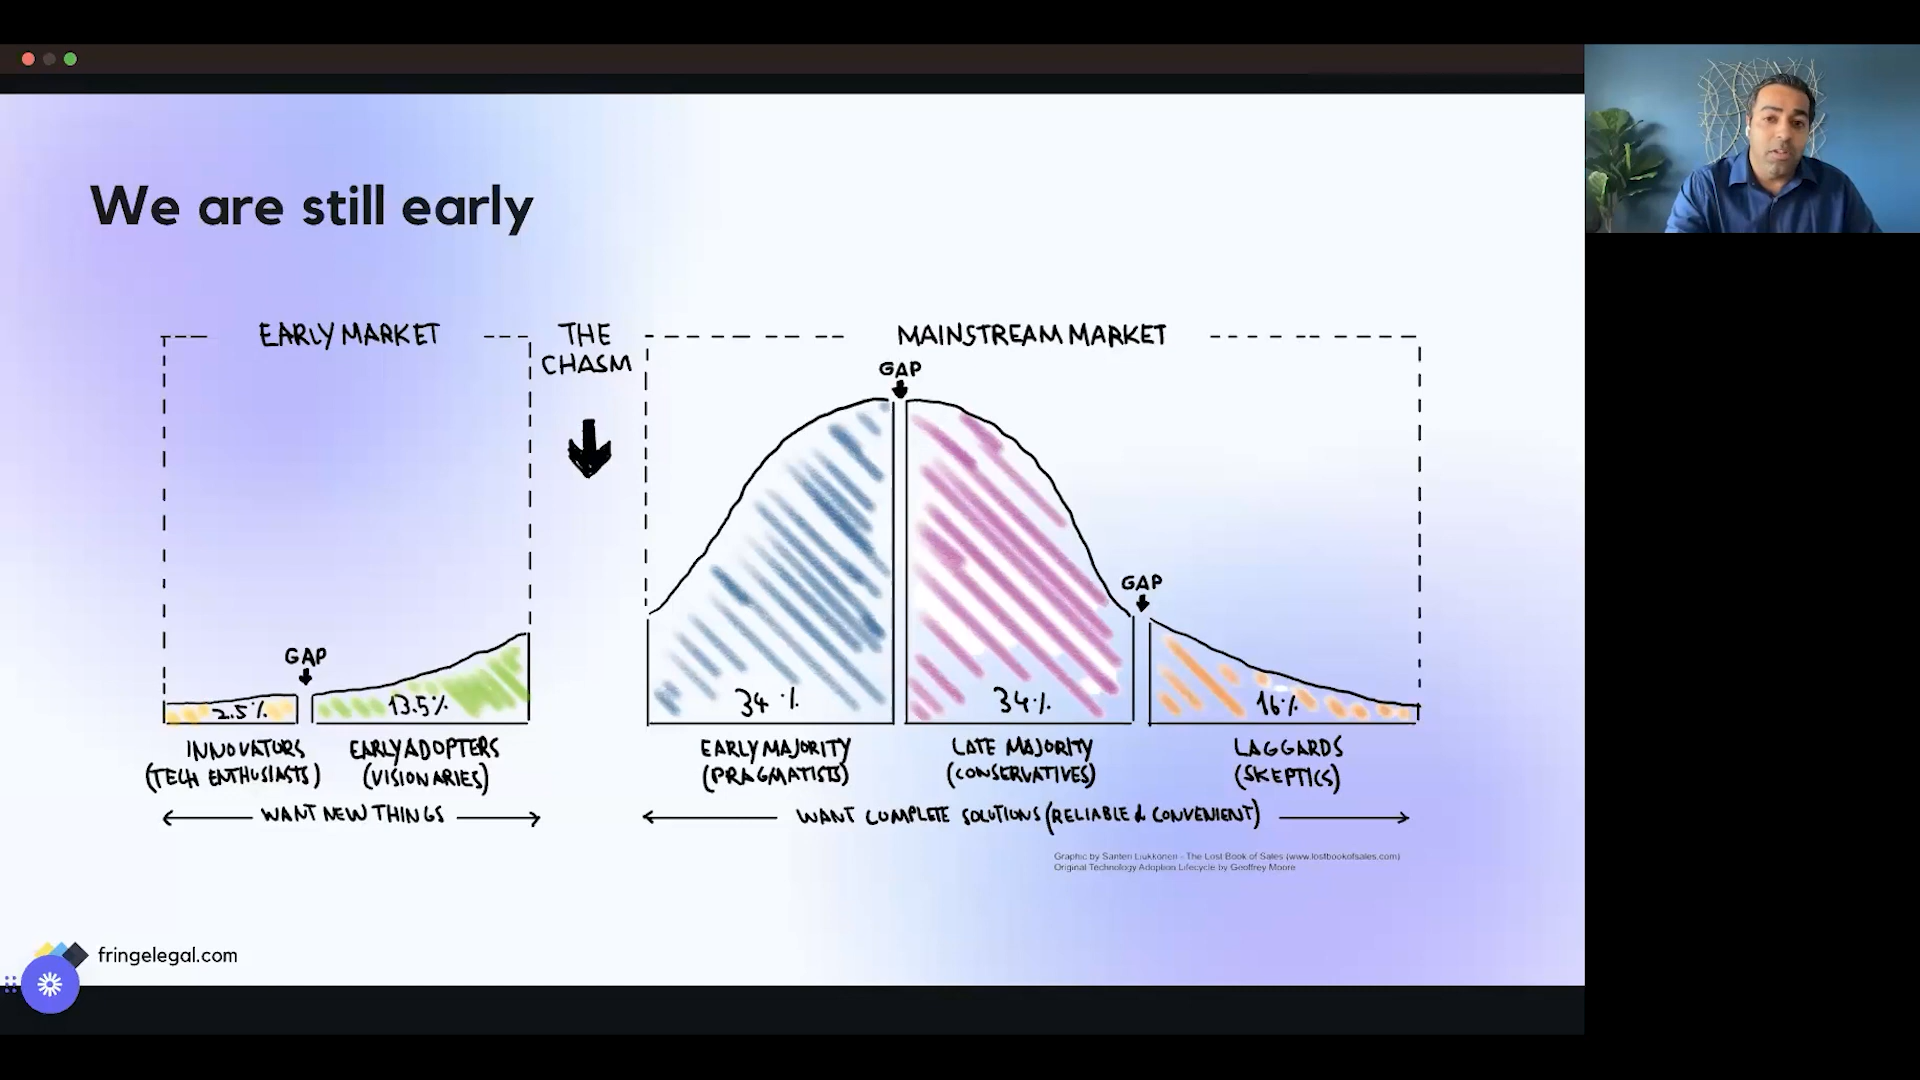 We are still early
EARLY MARKET
THE
CHASM
MAINSTREAM MARKET
GAP
GAP
GAP
2.5%
13.5%
34%
34%
16%
INNOVATORS
(TECH ENTHUSIASTS)
EARLY ADOPTERS
(VISIONARIES)
EARLY MAJORITY
(PRAGMATISTS)
LATE MAJORITY
(CONSERVATIVES)
LAGGARDS
(SKEPTICS)
WANT NEW THINGS
WANT COMPLETE SOLUTIONS (RELIABLE & CONVENIENT)
Graphic by Santeri Liukkonen - The Lost Book of Sales (www.lostbookofsales.com)
Original Technology Adoption Lifecycle by Geoffrey Moore
fringelegal.com